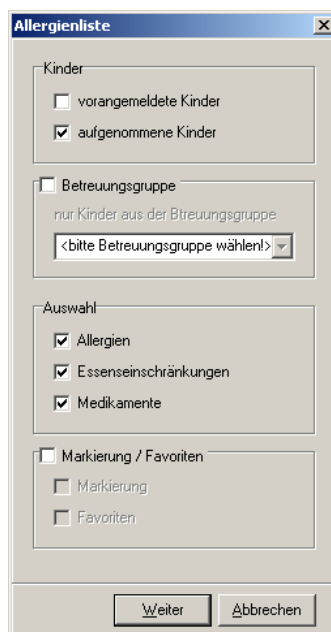 Allergienliste
Kinder
vorangemeldete Kinder
aufgenommene Kinder
Betreuungsgruppe
nur Kinder aus der Btreuungsgruppe
<bitte Betreuungsgruppe wählen!>
Auswahl
Allergien
Essenseinschränkungen
Medikamente
Markierung / Favoriten
Markierung
Favoriten
Weiter Abbrechen